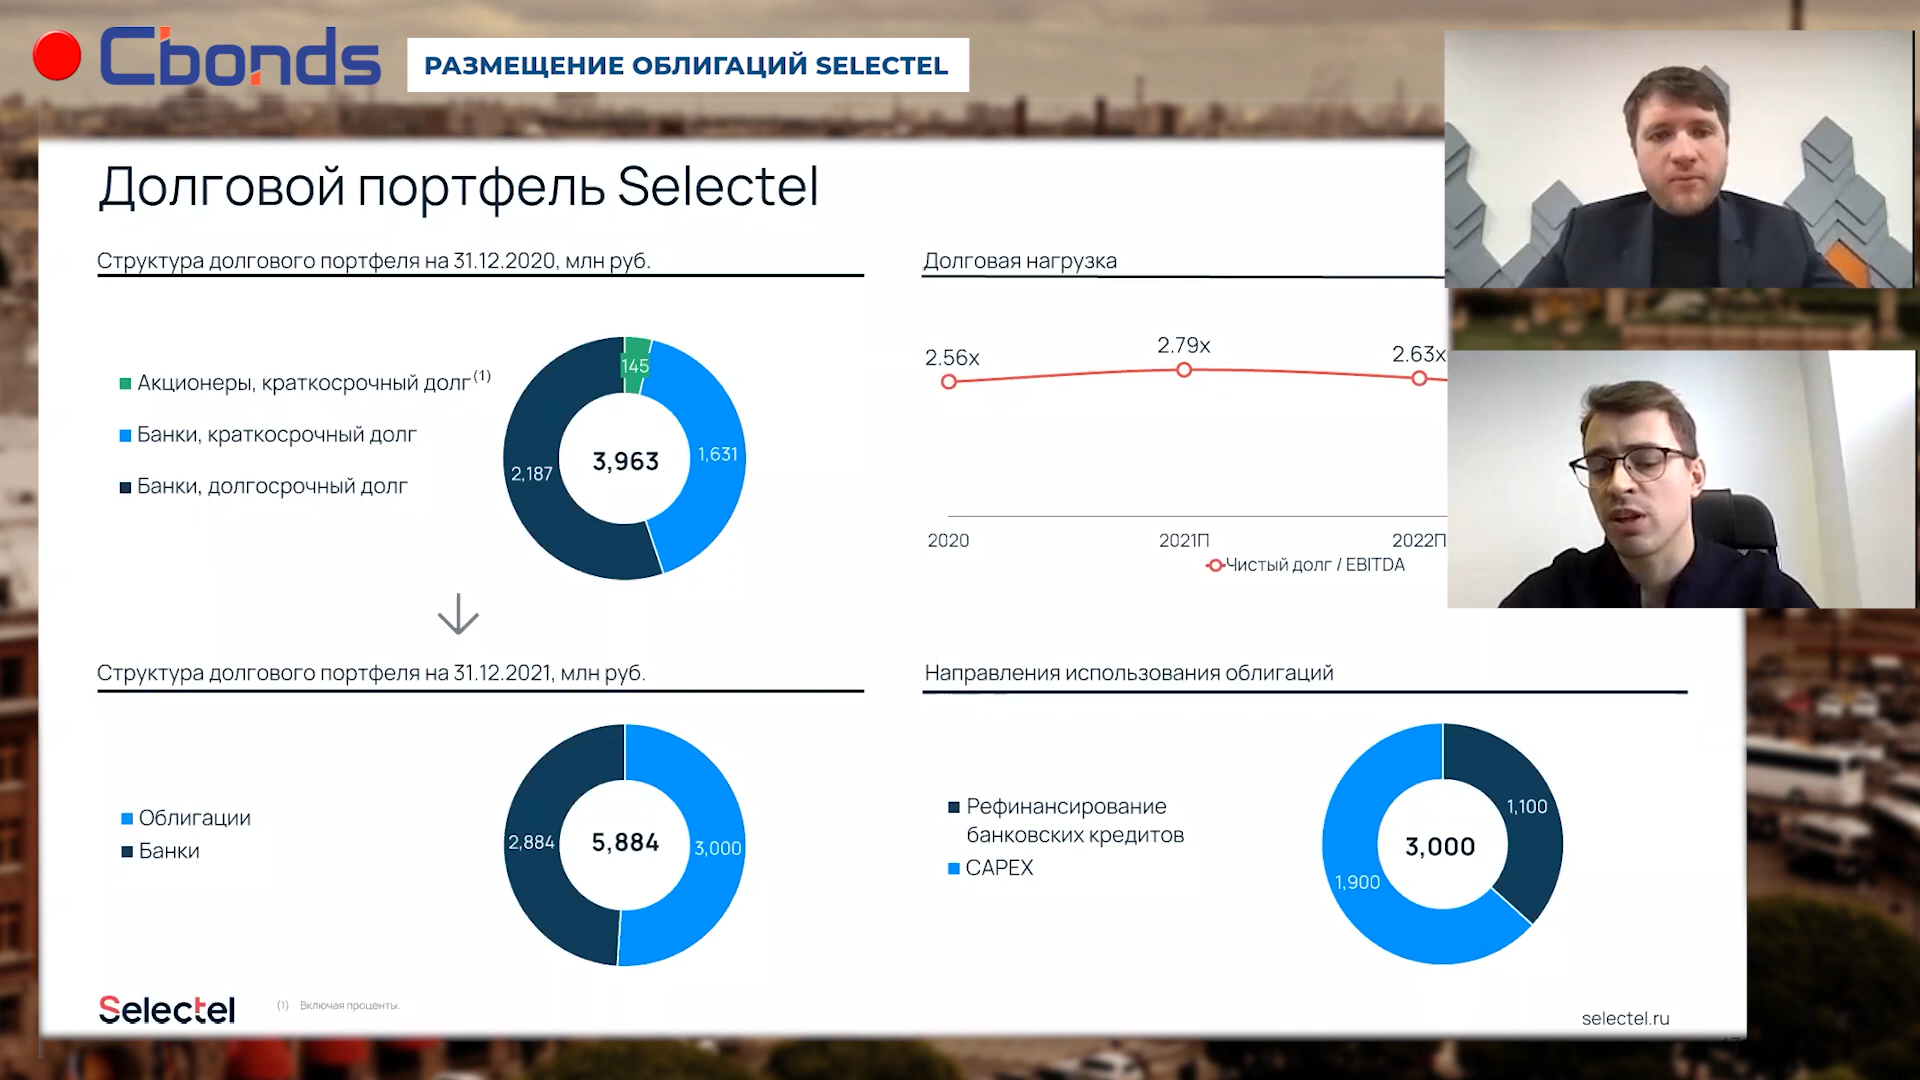 Cbonds
РАЗМЕЩЕНИЕ ОБЛИГАЦИЙ SELECTEL
Долговой портфель Selectel
Структура долгового портфеля на 31.12.2020, млн руб.
Акционеры, краткосрочный долг(1)
Банки, краткосрочный долг
Банки, долгосрочный долг
145
1,631
2,187
3,963
Долговая нагрузка
2.56x
2.79x
2.63x
2020
2021П
2022П
Чистый долг / EBITDA
Структура долгового портфеля на 31.12.2021, млн руб.
Облигации
Банки
2,884
5,884
3,000
Направления использования облигаций
Рефинансирование
банковских кредитов
CAPEX
1,100
3,000
1,900
Selectel
(1) Включая проценты.
selectel.ru